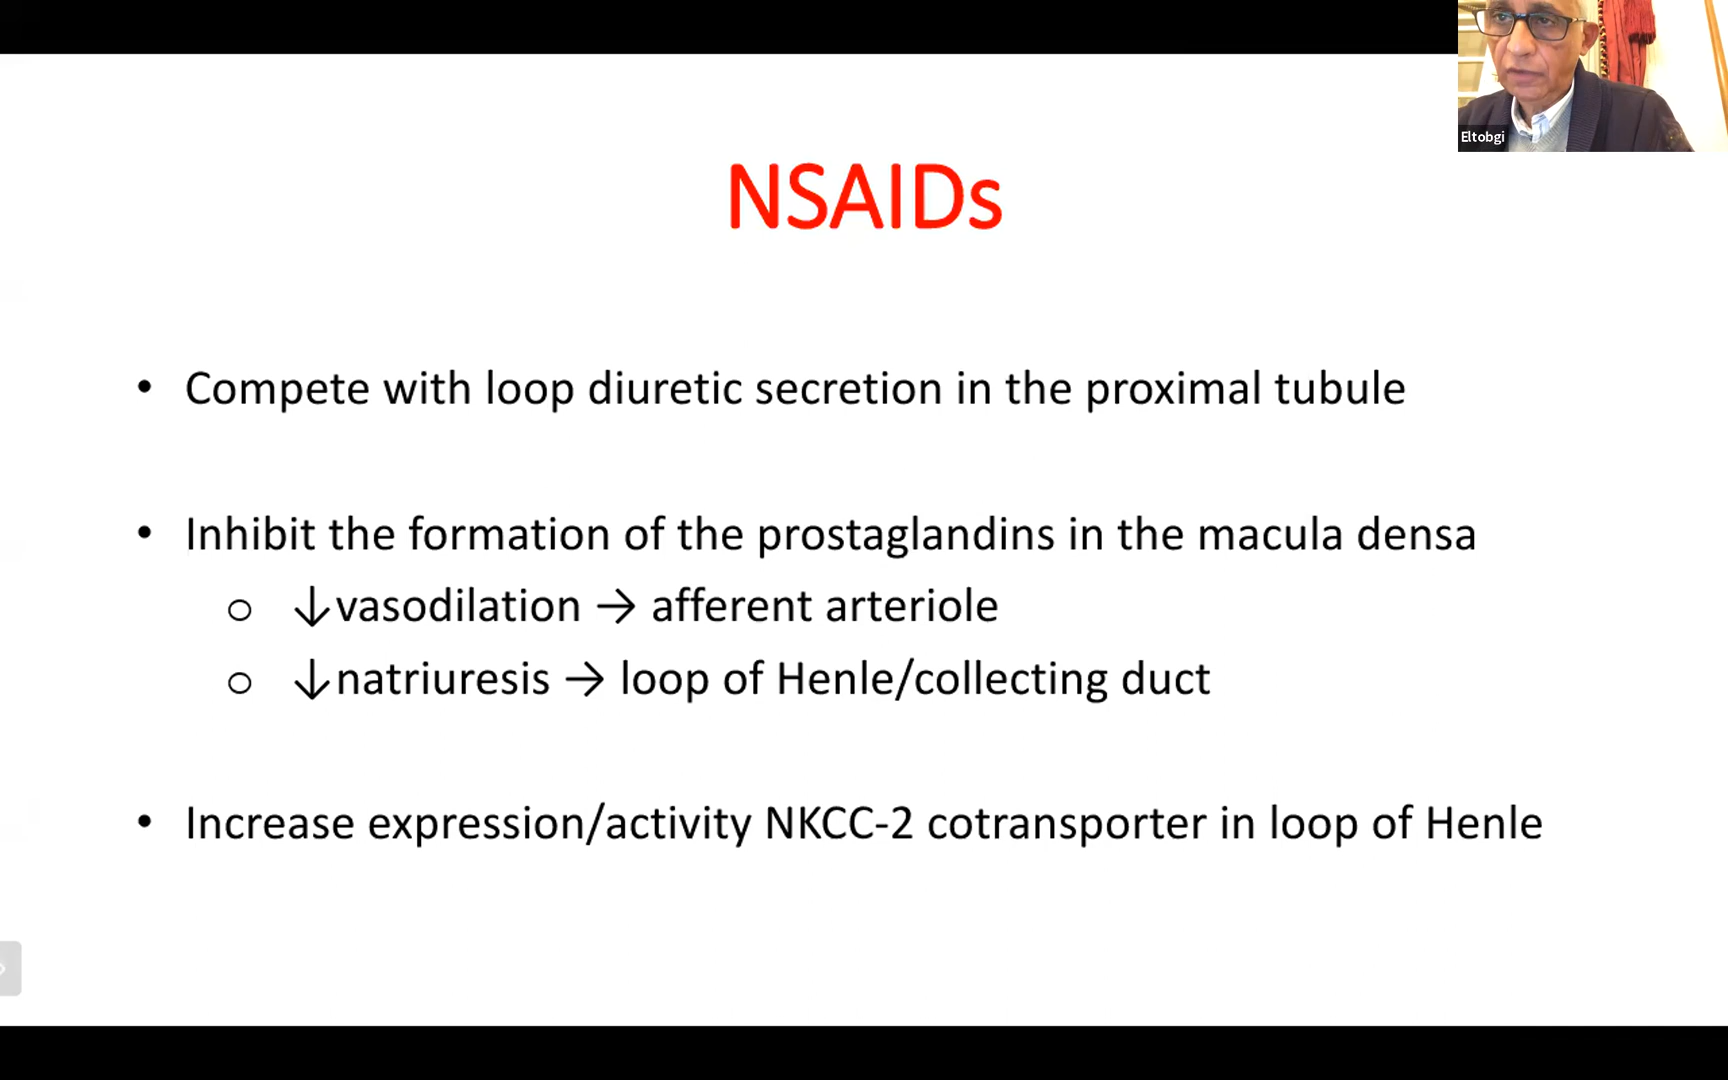 Eltobgi
NSAIDs
• Compete with loop diuretic secretion in the proximal tubule
• Inhibit the formation of the prostaglandins in the macula densa
o ↓vasodilation → afferent arteriole
o ↓natriuresis → loop of Henle/collecting duct
• Increase expression/activity NKCC-2 cotransporter in loop of Henle